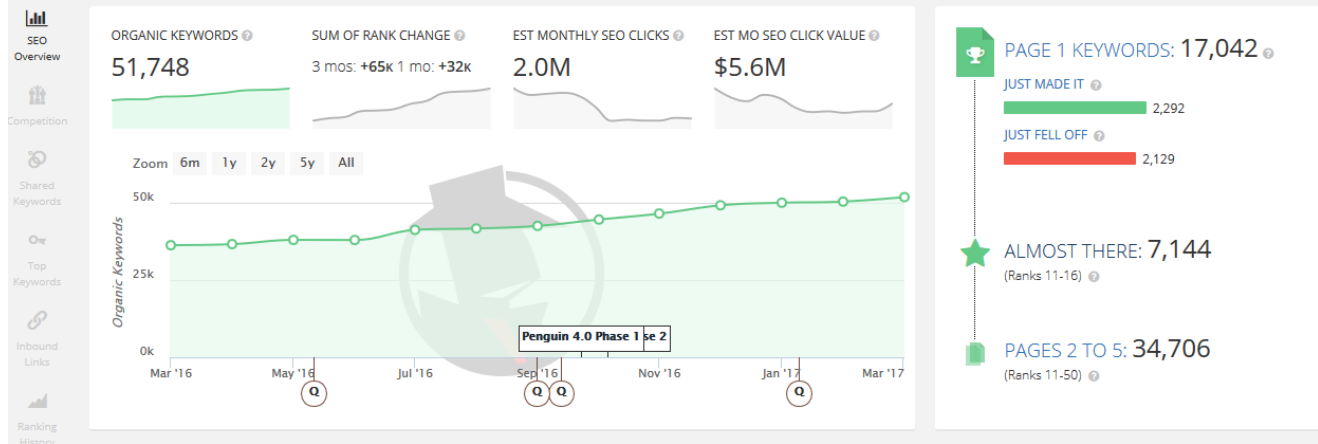 SEO
Overview
Competition
Shared
Keywords
Top
Keywords
Inbound
Links
Ranking
History
ORGANIC KEYWORDS ?
51,748
SUM OF RANK CHANGE ?
3 mos: +65K 1 mo: +32K
EST MONTHLY SEO CLICKS ?
2.0M
EST MO SEO CLICK VALUE ?
$5.6M
Zoom 6m 1y 2y 5y All
Organic Keywords
50k
25k
0k
Penguin 4.0 Phase 1 se 2
Mar '16 May '16 Jul '16 Sep '16 Nov '16 Jan '17 Mar '17
Q Q Q Q
PAGE 1 KEYWORDS: 17,042 ?
JUST MADE IT ?
2,292
JUST FELL OFF ?
2,129
ALMOST THERE: 7,144
(Ranks 11-16) ?
PAGES 2 TO 5: 34,706
(Ranks 11-50) ?